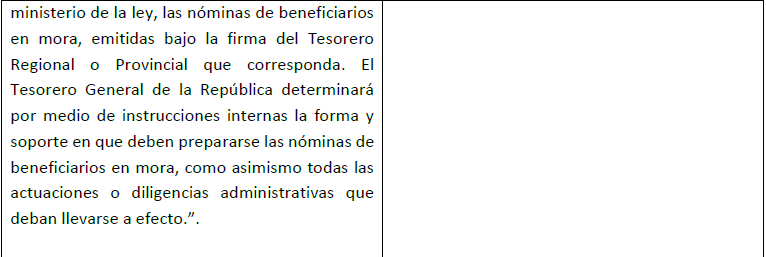 ministerio de la ley, las nóminas de beneficiarios
en mora, emitidas bajo la firma del Tesorero
Regional o Provincial que corresponda. El
Tesorero General de la República determinará
por medio de instrucciones internas la forma y
soporte en que deben prepararse las nóminas de
beneficiarios en mora, como asimismo todas las
actuaciones o diligencias administrativas que
deban llevarse a efecto.”.